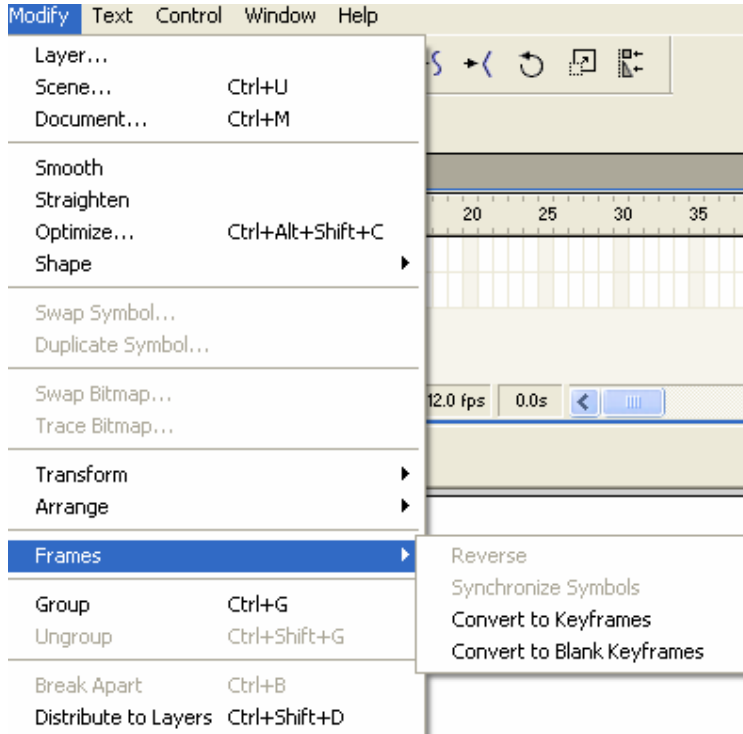 Modify Text Control Window Help
Layer...
Scene... Ctrl+U
Document... Ctrl+M
Smooth
Straighten
Optimize... Ctrl+Alt+Shift+C
Shape
20 25 30 35
Swap Symbol...
Duplicate Symbol...
Swap Bitmap...
12.0 fps 0.0s
Trace Bitmap...
Transform
Arrange
Frames
Reverse
Synchronize Symbols
Convert to Keyframes
Convert to Blank Keyframes
Group Ctrl+G
Ungroup Ctrl+Shift+G
Break Apart Ctrl+B
Distribute to Layers Ctrl+Shift+D